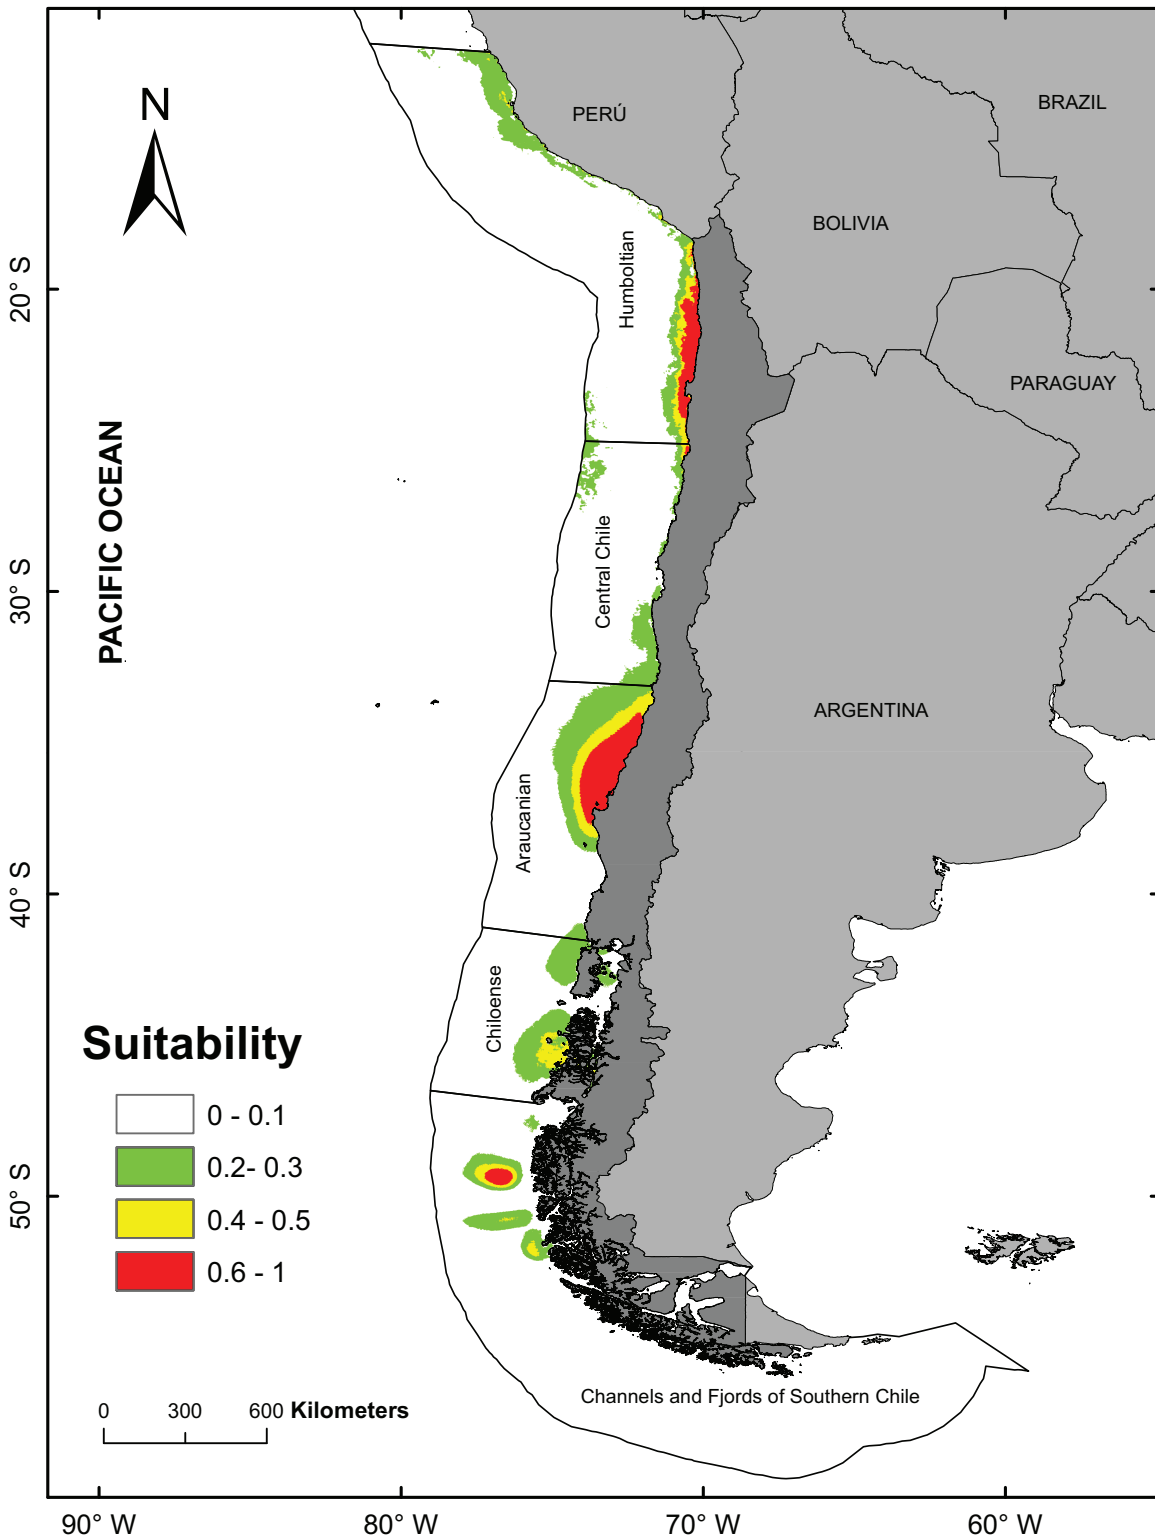 N
PERÚ
BRAZIL
BOLIVIA
PARAGUAY
ARGENTINA
PACIFIC OCEAN
Humboltian
Central Chile
Araucanian
Chiloense
Channels and Fjords of Southern Chile
20° S
30° S
40° S
50° S
Suitability
0 - 0.1
0.2- 0.3
0.4 - 0.5
0.6 - 1
0 300 600 Kilometers
90° W 80° W 70° W 60° W